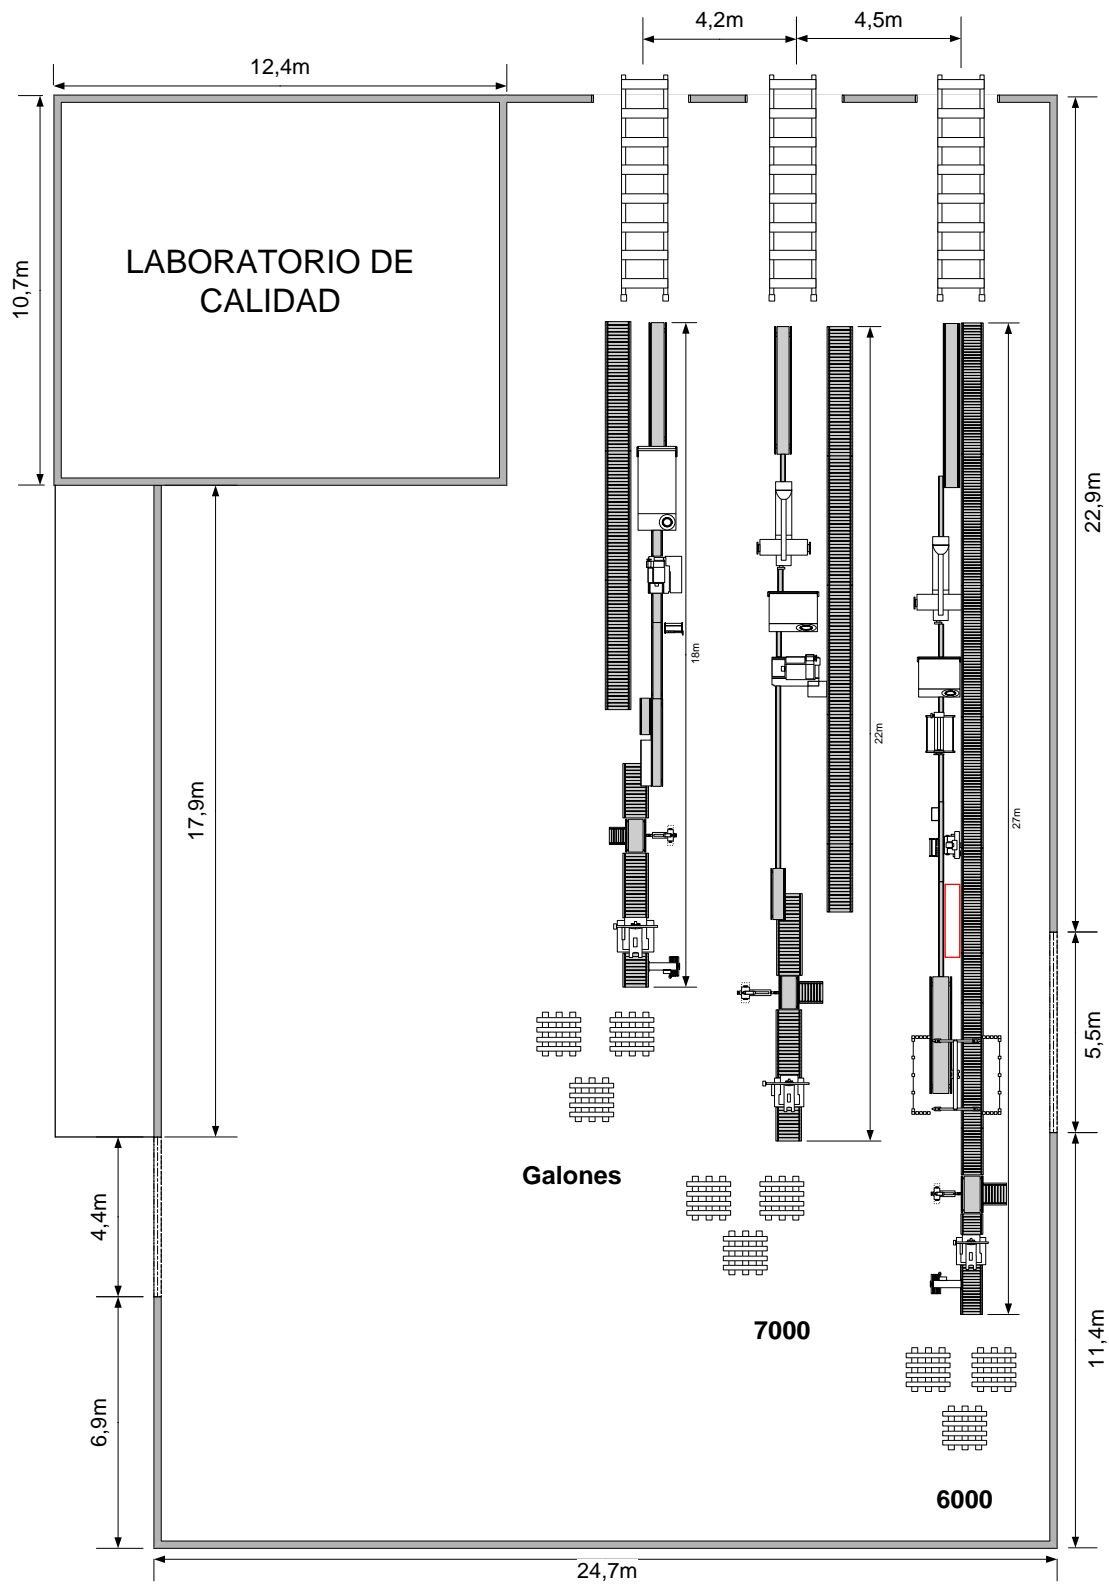 4,2m
4,5m
12,4m
LABORATORIO DE
CALIDAD
10,7m
22,9m
18m
22m
27m
17,9m
5,5m
Galones
4,4m
7000
11,4m
6,9m
6000
24,7m